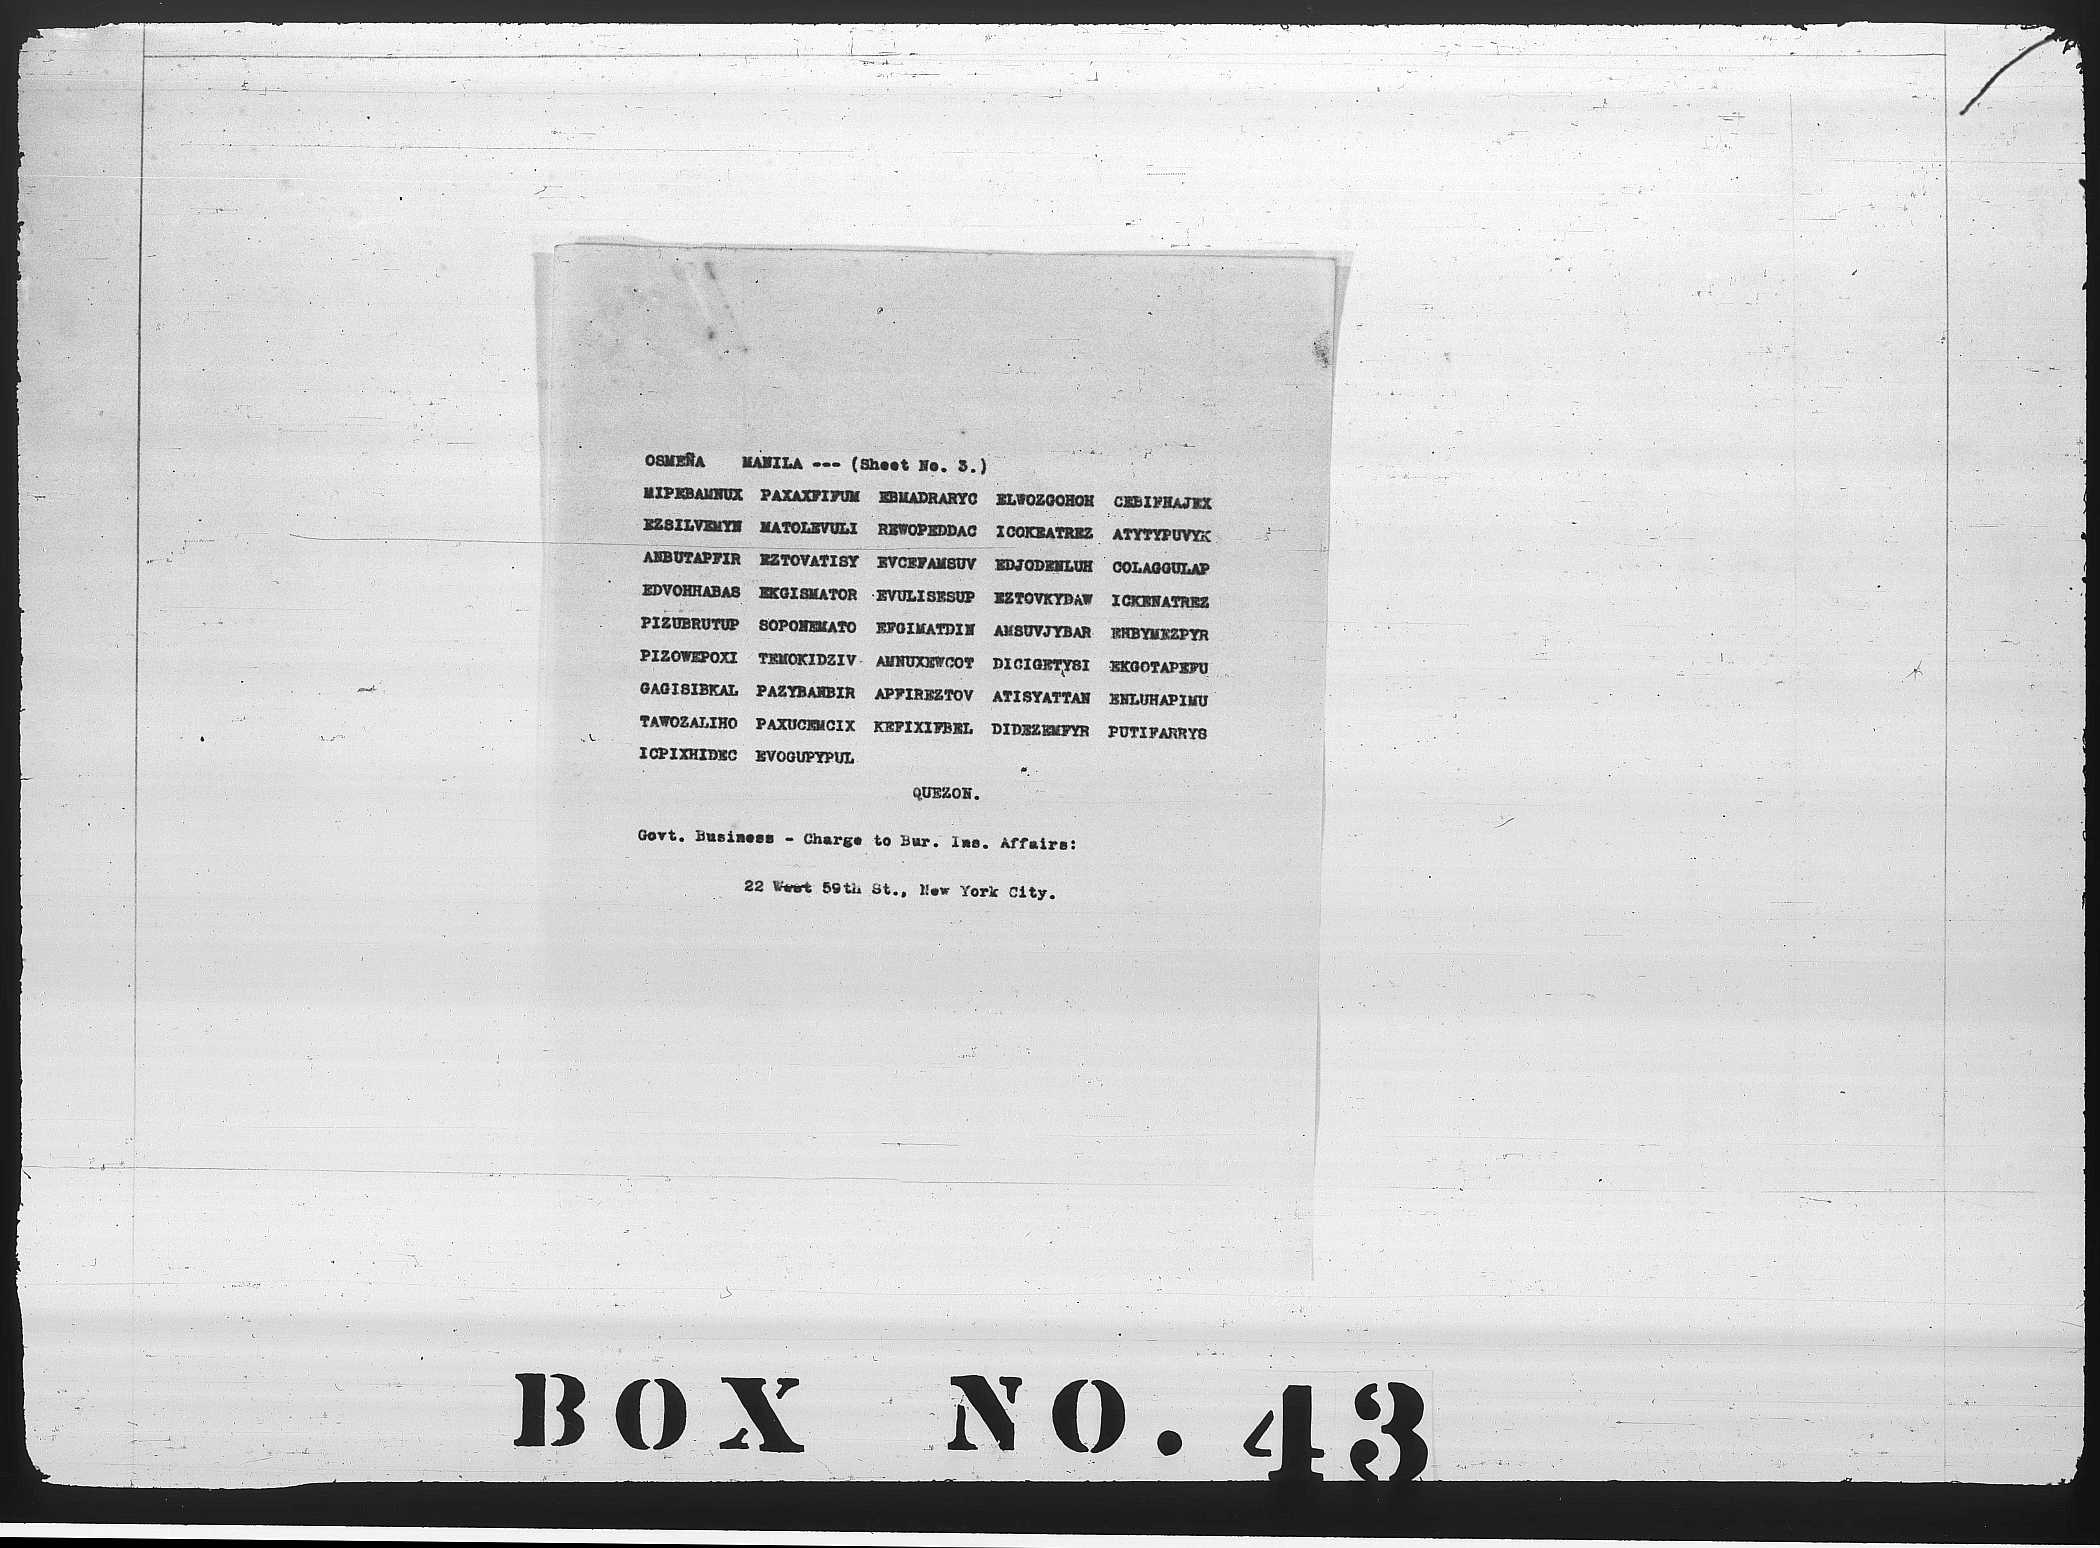 OSMEÑA MANILA --- (Sheet No. 3.)
MIPEBAMNUX PAXAXFIFUM EBMADRARYC ELWOZGOHOH CEBIFHAJEX
EZSILVEMYN MATOLEVULI REWOPEDDAC ICOKEATREZ ATYTYPUVYK
ANBUTAPFIR EZTOVATISY EVCEFAMSUV EDJODENLUH COLAGGULAP
EDVOHHABAS EKGISMATOR EVULISESUP EZTOVKYDAW ICKENATREZ
PIZUBRUTUP SOPONEMATO EFGIMATDIN AMSUVJYBAR EHBYMEZPYR
PIZOWEPOXI TEMOKIDZIV AMNUXEWCOT DICIGETYSI EKGOTAPEFU
GAGISIBKAL PAZYBANBIR APFIREZTOV ATISYATTAN ENLUHAPIMU
TAWOZALIHO PAXUCEMCIX KEFIXIFBEL DIDEZEMFYR PUTIFARRYS
ICPIXHIDEC EVOGUPYPUL
QUEZON.
Govt. Business - Charge to Bur. Ins. Affairs:
22 West 59th St., New York City.
BOX NO. 43